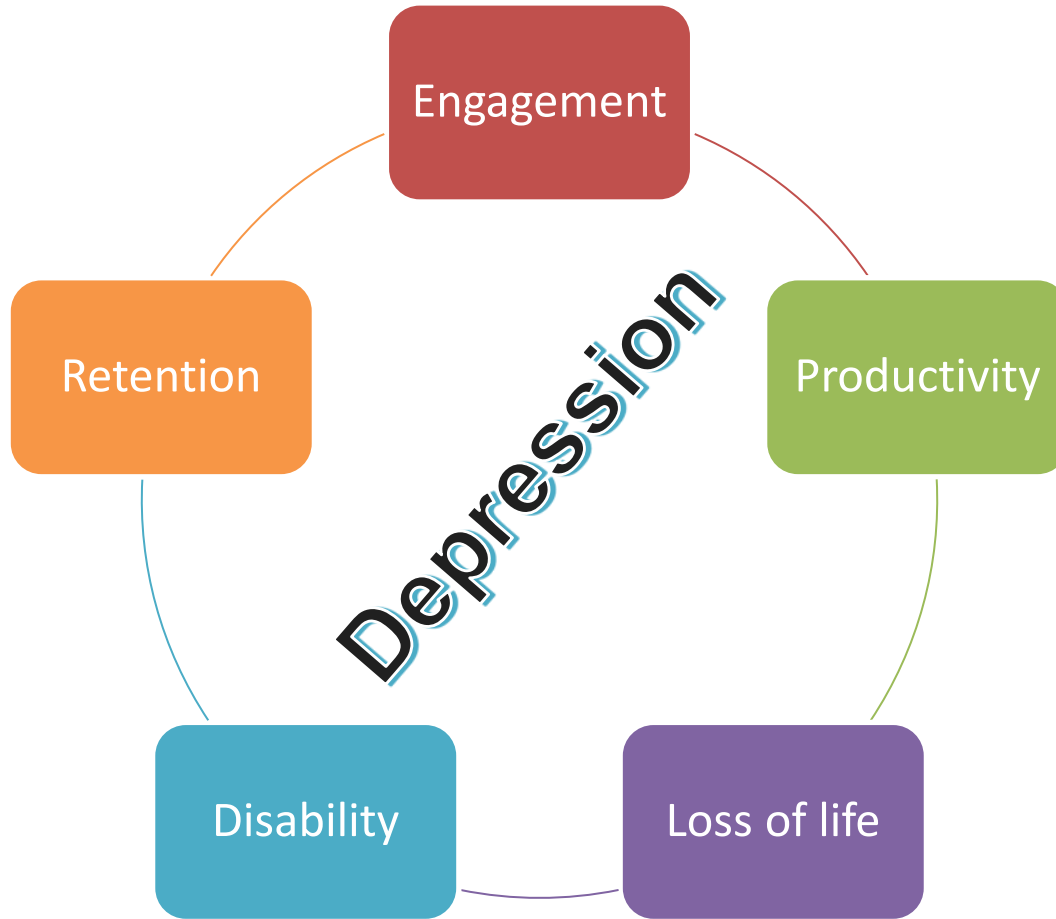 Engagement
Productivity
Loss of life
Disability
Retention
Depression